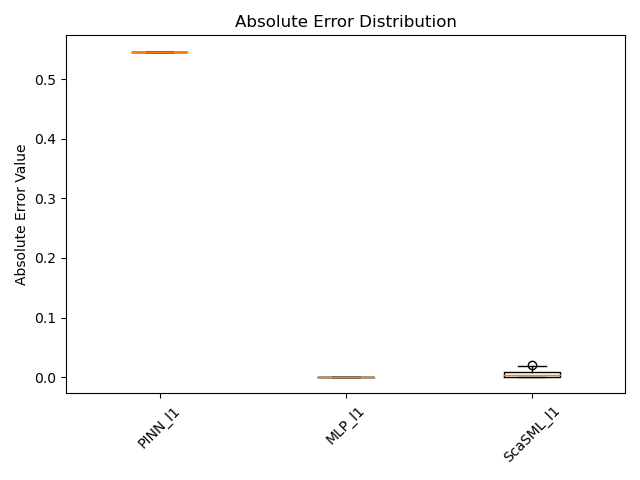 Absolute Error Distribution
Absolute Error Value
0.5
0.4
0.3
0.2
0.1
0.0
PINN_l1
MLP_l1
ScaSML_l1